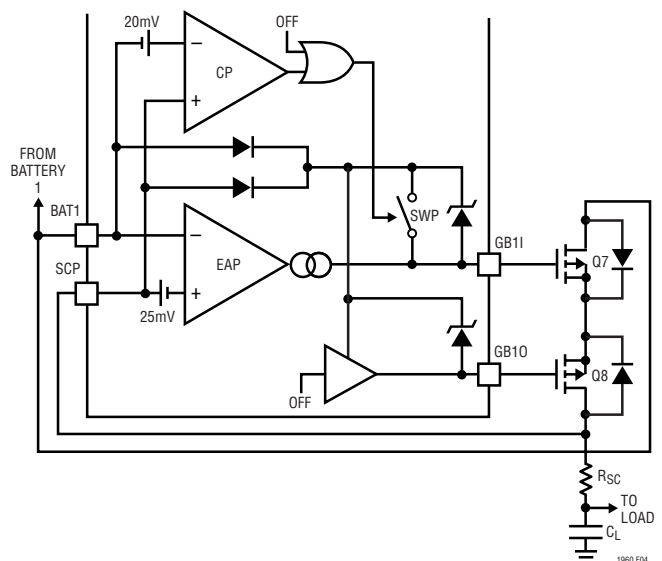 20mV
OFF
−
CP
+
FROM
BATTERY
1
BAT1
SWP
−
EAP
GB1I
Q7
SCP
+
25mV
GB1O
Q8
OFF
RSC
TO
LOAD
CL
1960 F04